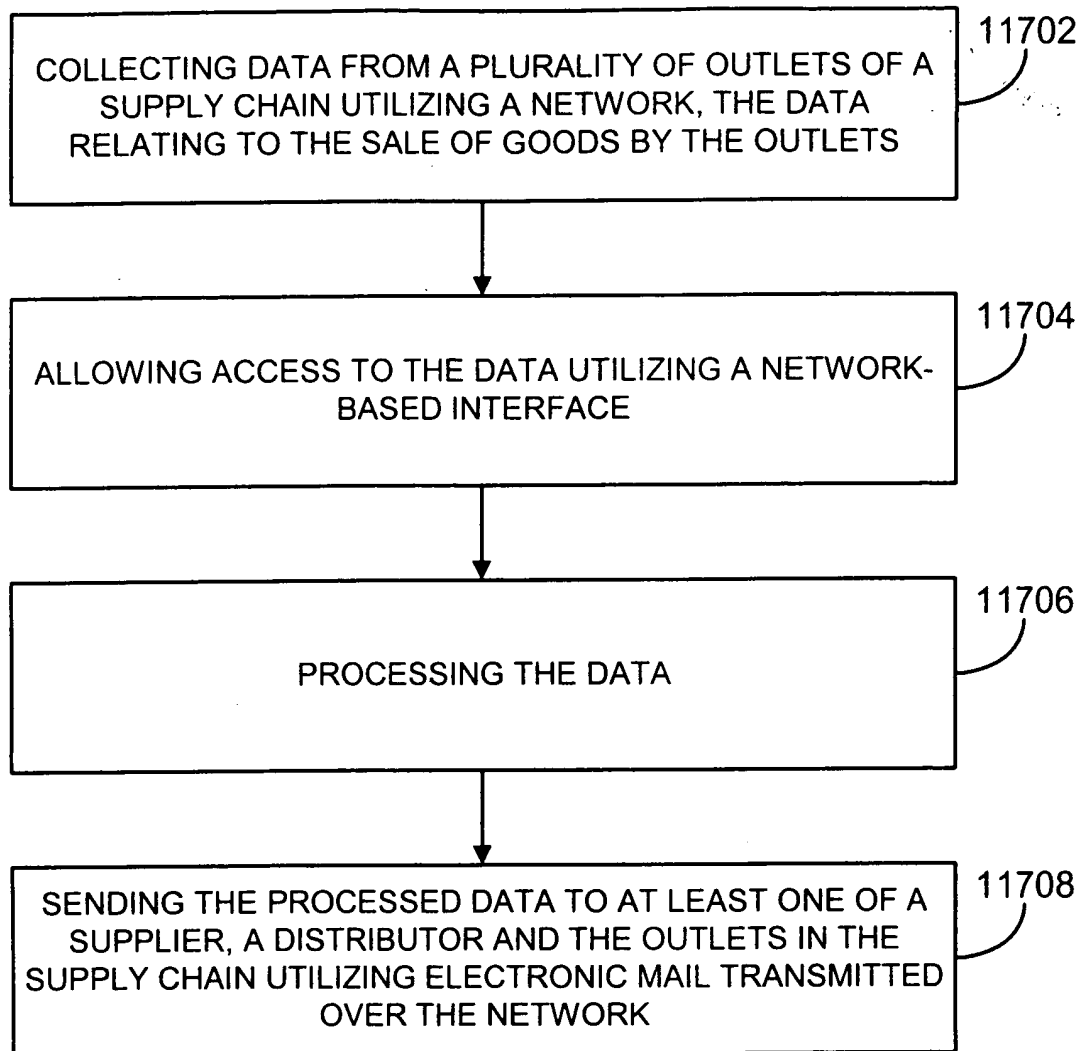 11702
COLLECTING DATA FROM A PLURALITY OF OUTLETS OF A
SUPPLY CHAIN UTILIZING A NETWORK, THE DATA
RELATING TO THE SALE OF GOODS BY THE OUTLETS
11704
ALLOWING ACCESS TO THE DATA UTILIZING A NETWORK-
BASED INTERFACE
11706
PROCESSING THE DATA
11708
SENDING THE PROCESSED DATA TO AT LEAST ONE OF A
SUPPLIER, A DISTRIBUTOR AND THE OUTLETS IN THE
SUPPLY CHAIN UTILIZING ELECTRONIC MAIL TRANSMITTED
OVER THE NETWORK